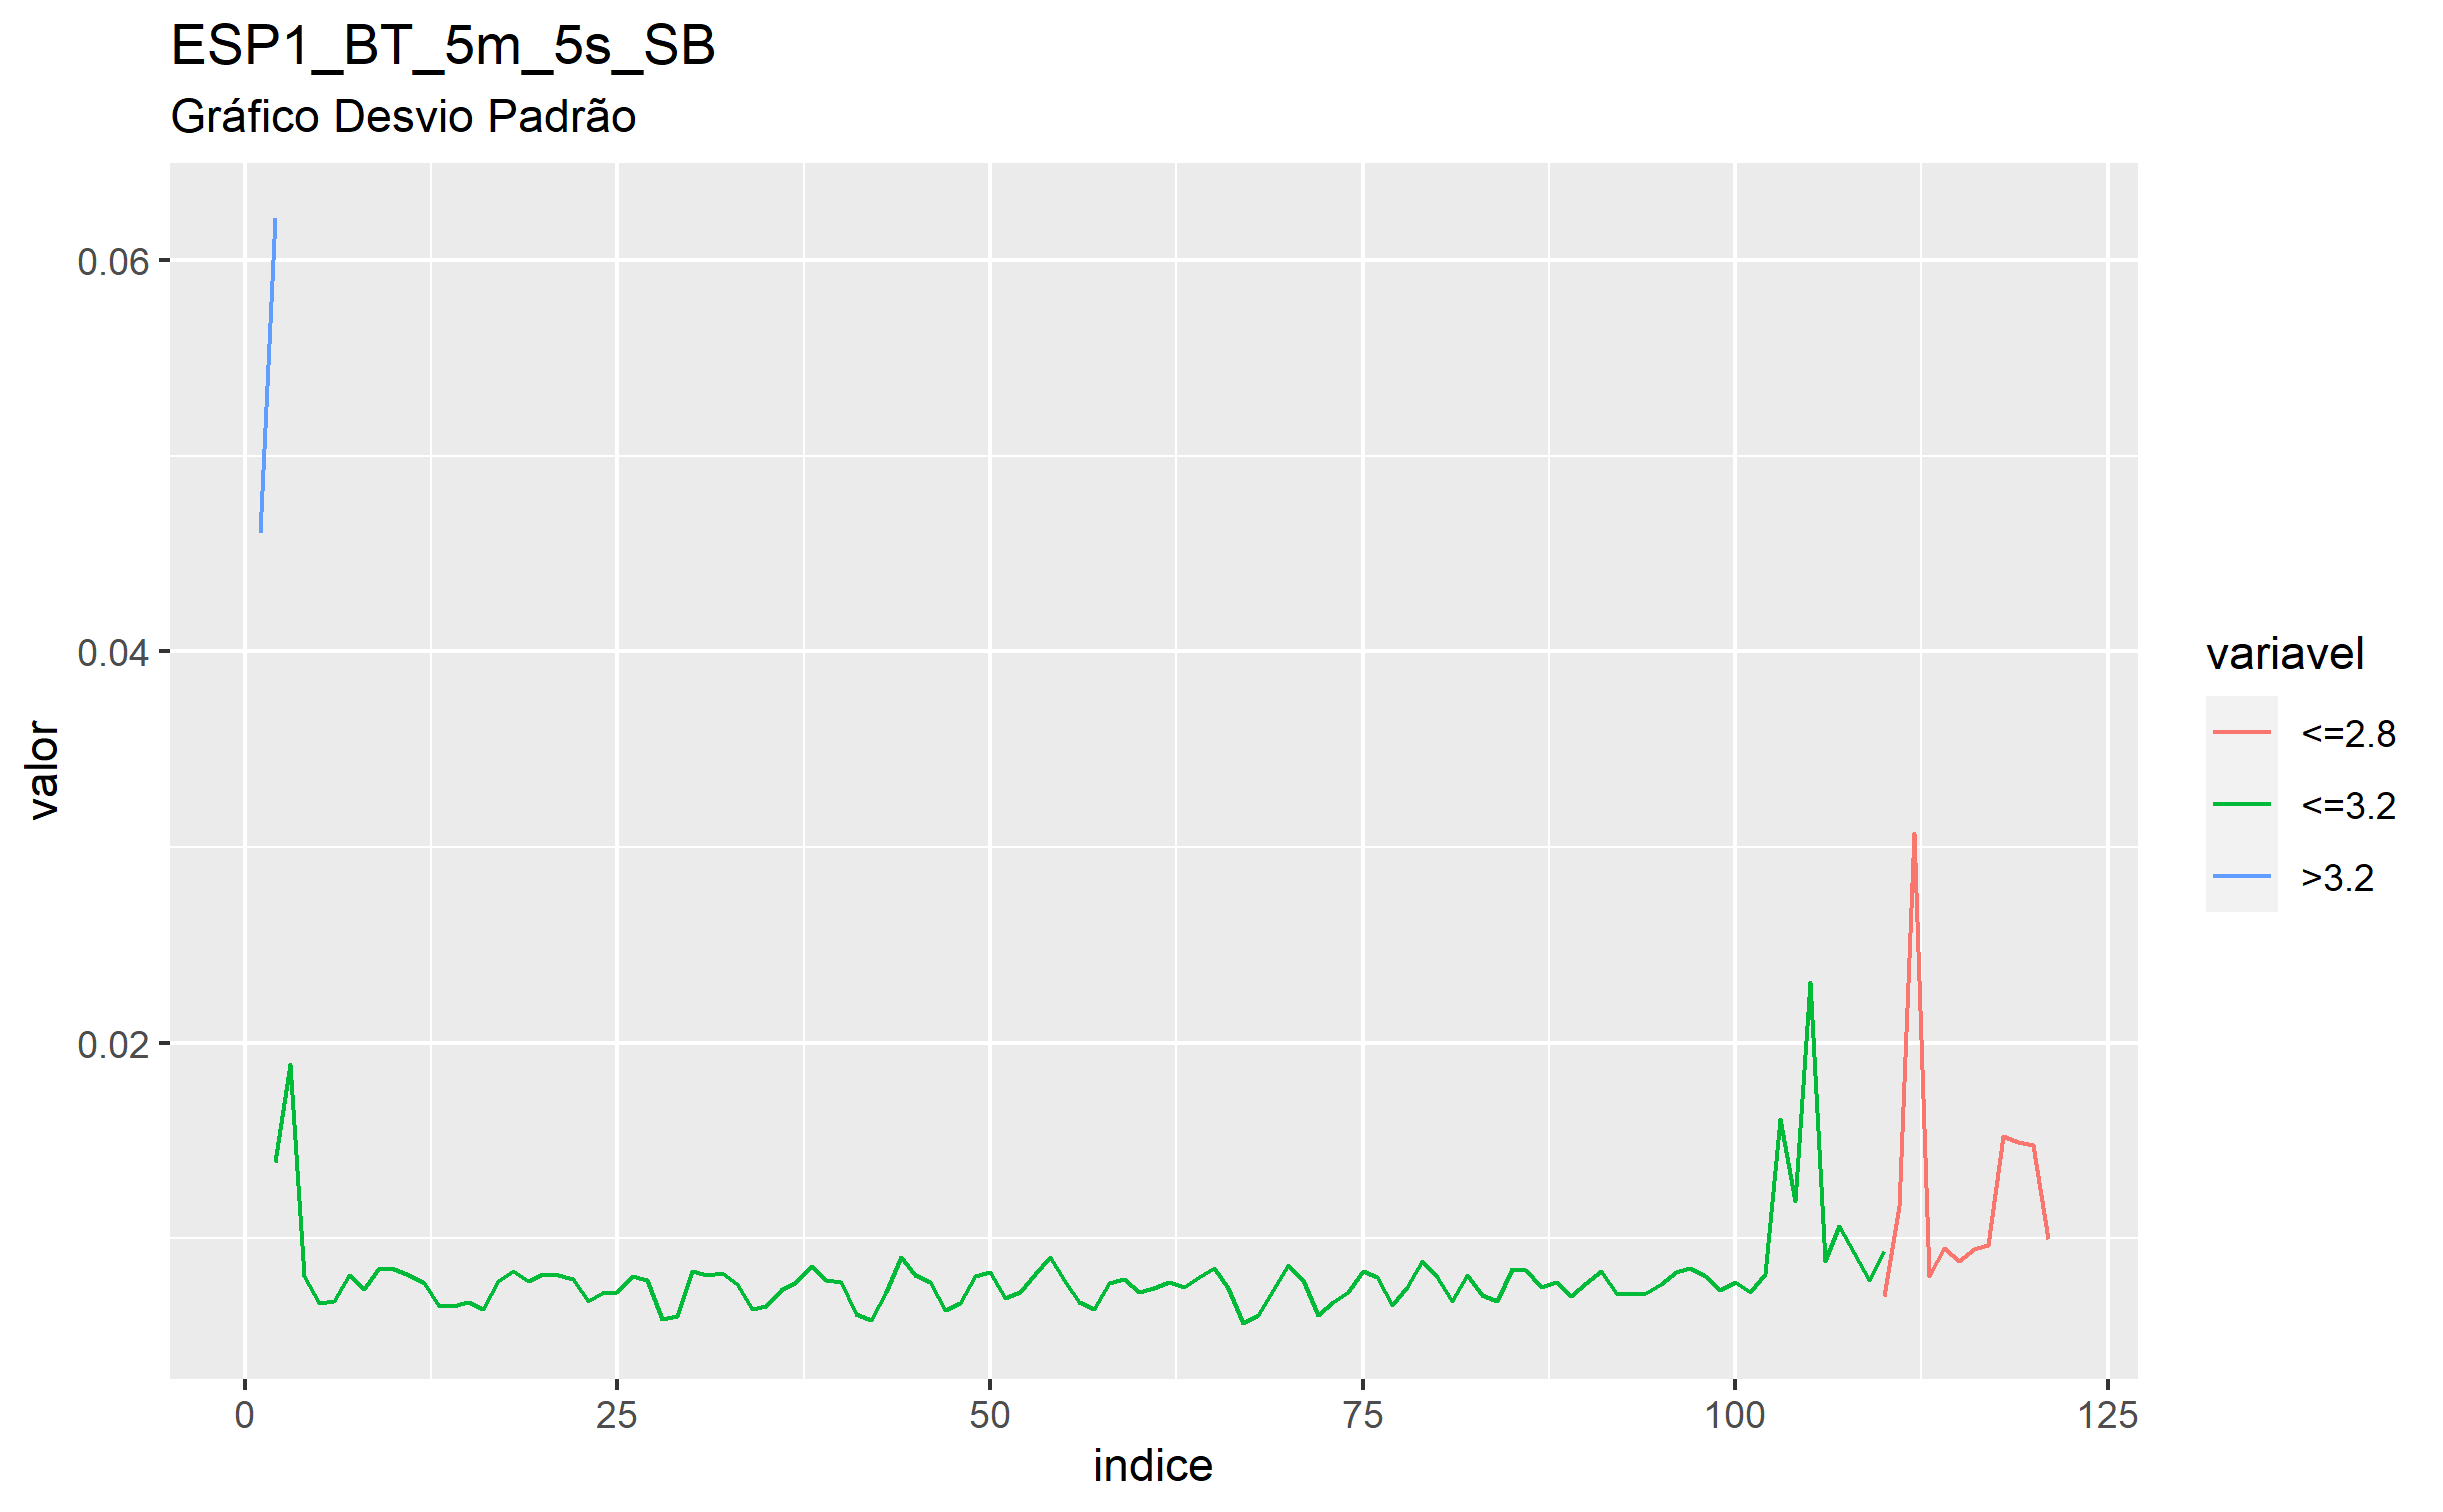 ESP1_BT_5m_5s_SB
Gráfico Desvio Padrão
0.06
0.04
0.02
valor
0
25
50
75
100
125
indice
variavel
<=2.8
<=3.2
>3.2